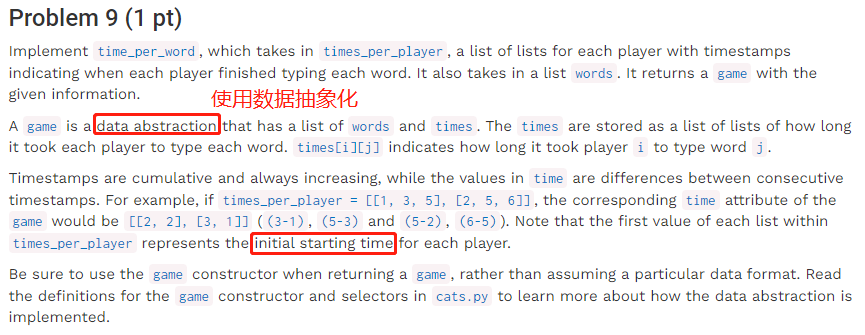 Problem 9 (1 pt)
Implement time_per_word, which takes in times_per_player, a list of lists for each player with timestamps
indicating when each player finished typing each word. It also takes in a list words. It returns a game with the
given information.
使用数据抽象化
A game is a data abstraction that has a list of words and times. The times are stored as a list of lists of how long
it took each player to type each word. times[i][j] indicates how long it took player i to type word j.
Timestamps are cumulative and always increasing, while the values in time are differences between consecutive
timestamps. For example, if times_per_player = [[1, 3, 5], [2, 5, 6]], the corresponding time attribute of the
game would be [[2, 2], [3, 1]] ((3-1), (5-3) and (5-2), (6-5)). Note that the first value of each list within
times_per_player represents the initial starting time for each player.
Be sure to use the game constructor when returning a game, rather than assuming a particular data format. Read
the definitions for the game constructor and selectors in cats.py to learn more about how the data abstraction is
implemented.